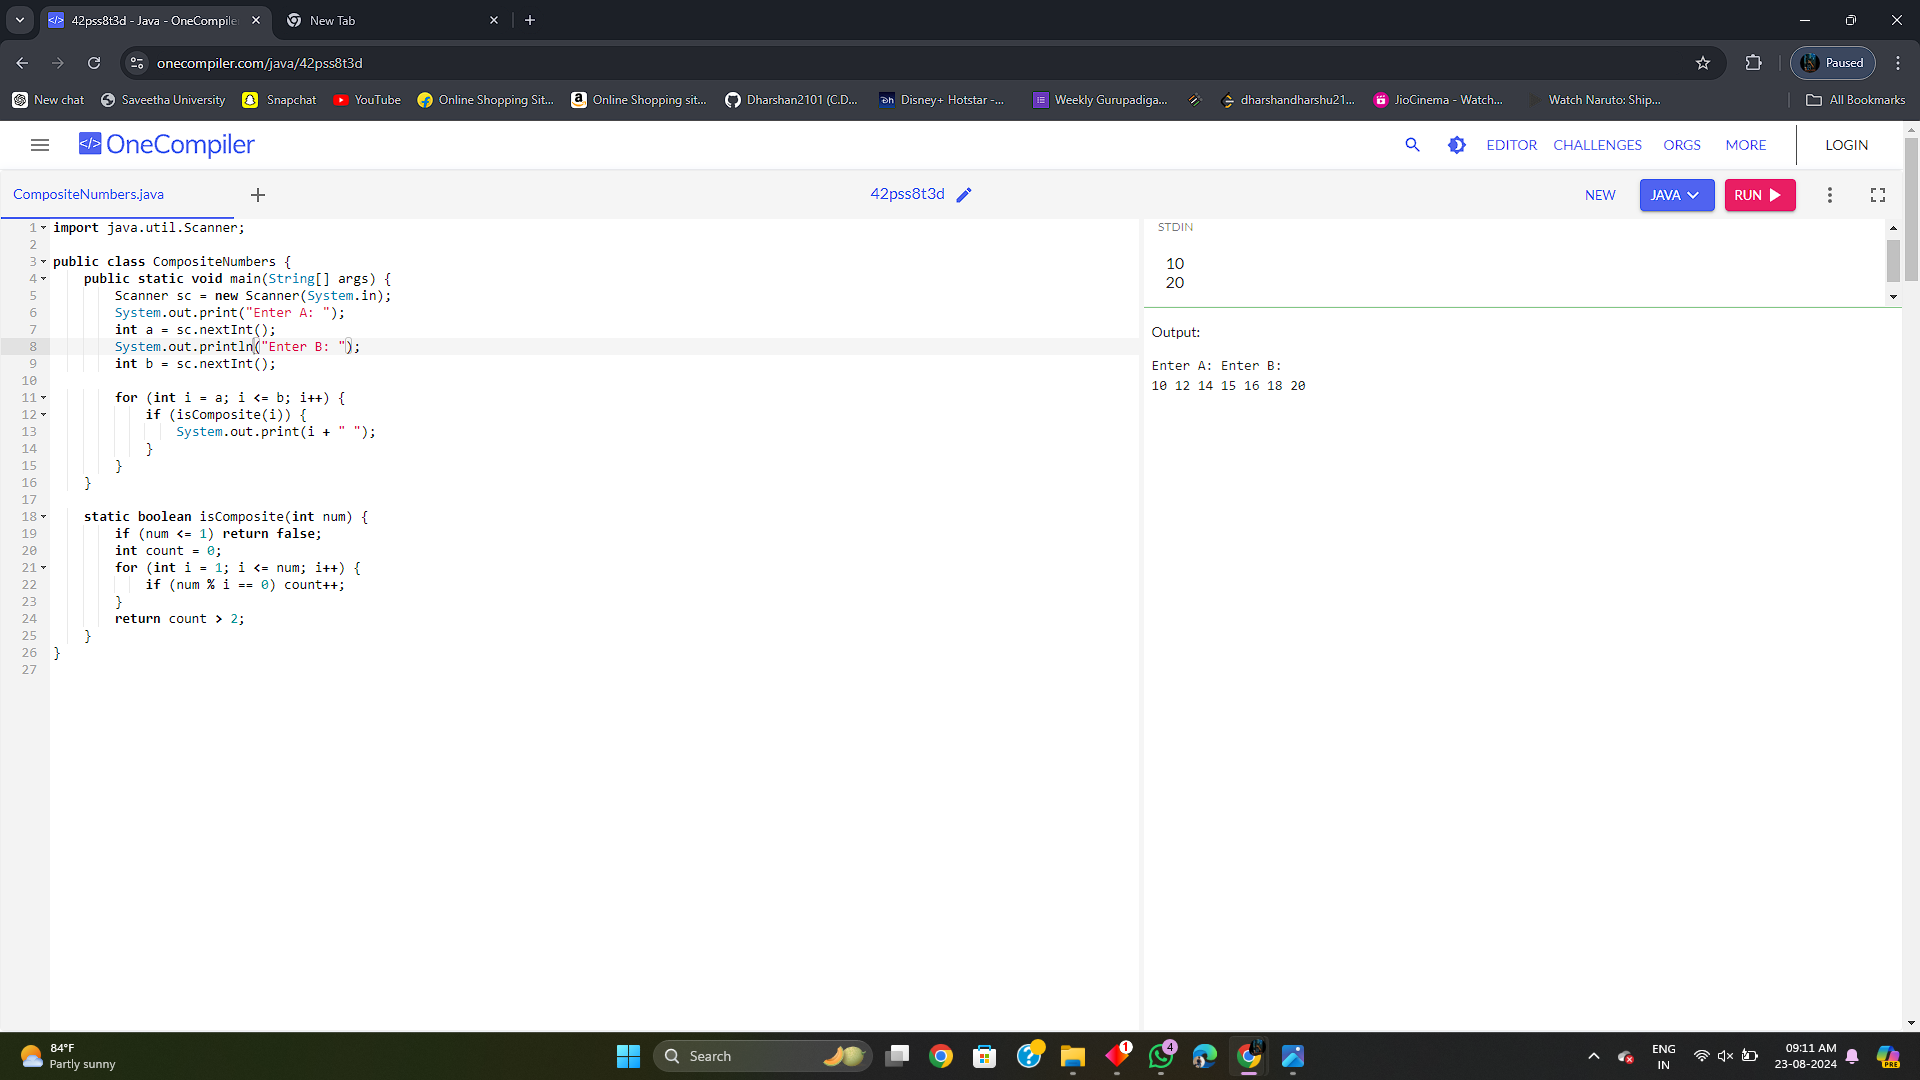 42pss8t3d - Java - OneCompile
New Tab
onecompiler.com/java/42pss8t3d
Paused
New chat
Saveetha University
Snapchat
YouTube
Online Shopping Sit...
Online Shopping sit...
Dharshan2101 (C.D...
Disney+ Hotstar -...
Weekly Gurupadiga...
dharshandharshu21...
JioCinema - Watch...
Watch Naruto: Ship...
All Bookmarks
OneCompiler
EDITOR
CHALLENGES
ORGS
MORE
LOGIN
CompositeNumbers.java
42pss8t3d
NEW
JAVA
RUN
1 import java.util.Scanner;
2
3 public class CompositeNumbers {
4 public static void main(String[] args) {
5 Scanner sc = new Scanner(System.in);
6 System.out.print("Enter A: ");
7 int a = sc.nextInt();
8 System.out.println("Enter B: ");
9 int b = sc.nextInt();
10
11 for (int i = a; i <= b; i++) {
12 if (isComposite(i)) {
13 System.out.print(i + " ");
14 }
15 }
16 }
17
18 static boolean isComposite(int num) {
19 if (num <= 1) return false;
20 int count = 0;
21 for (int i = 1; i <= num; i++) {
22 if (num % i == 0) count++;
23 }
24 return count > 2;
25 }
26 }
27
STDIN
10
20
Output:
Enter A: Enter B:
10 12 14 15 16 18 20
84°F
Partly sunny
Search
1
4
ENG
IN
09:11 AM
23-08-2024
PRE